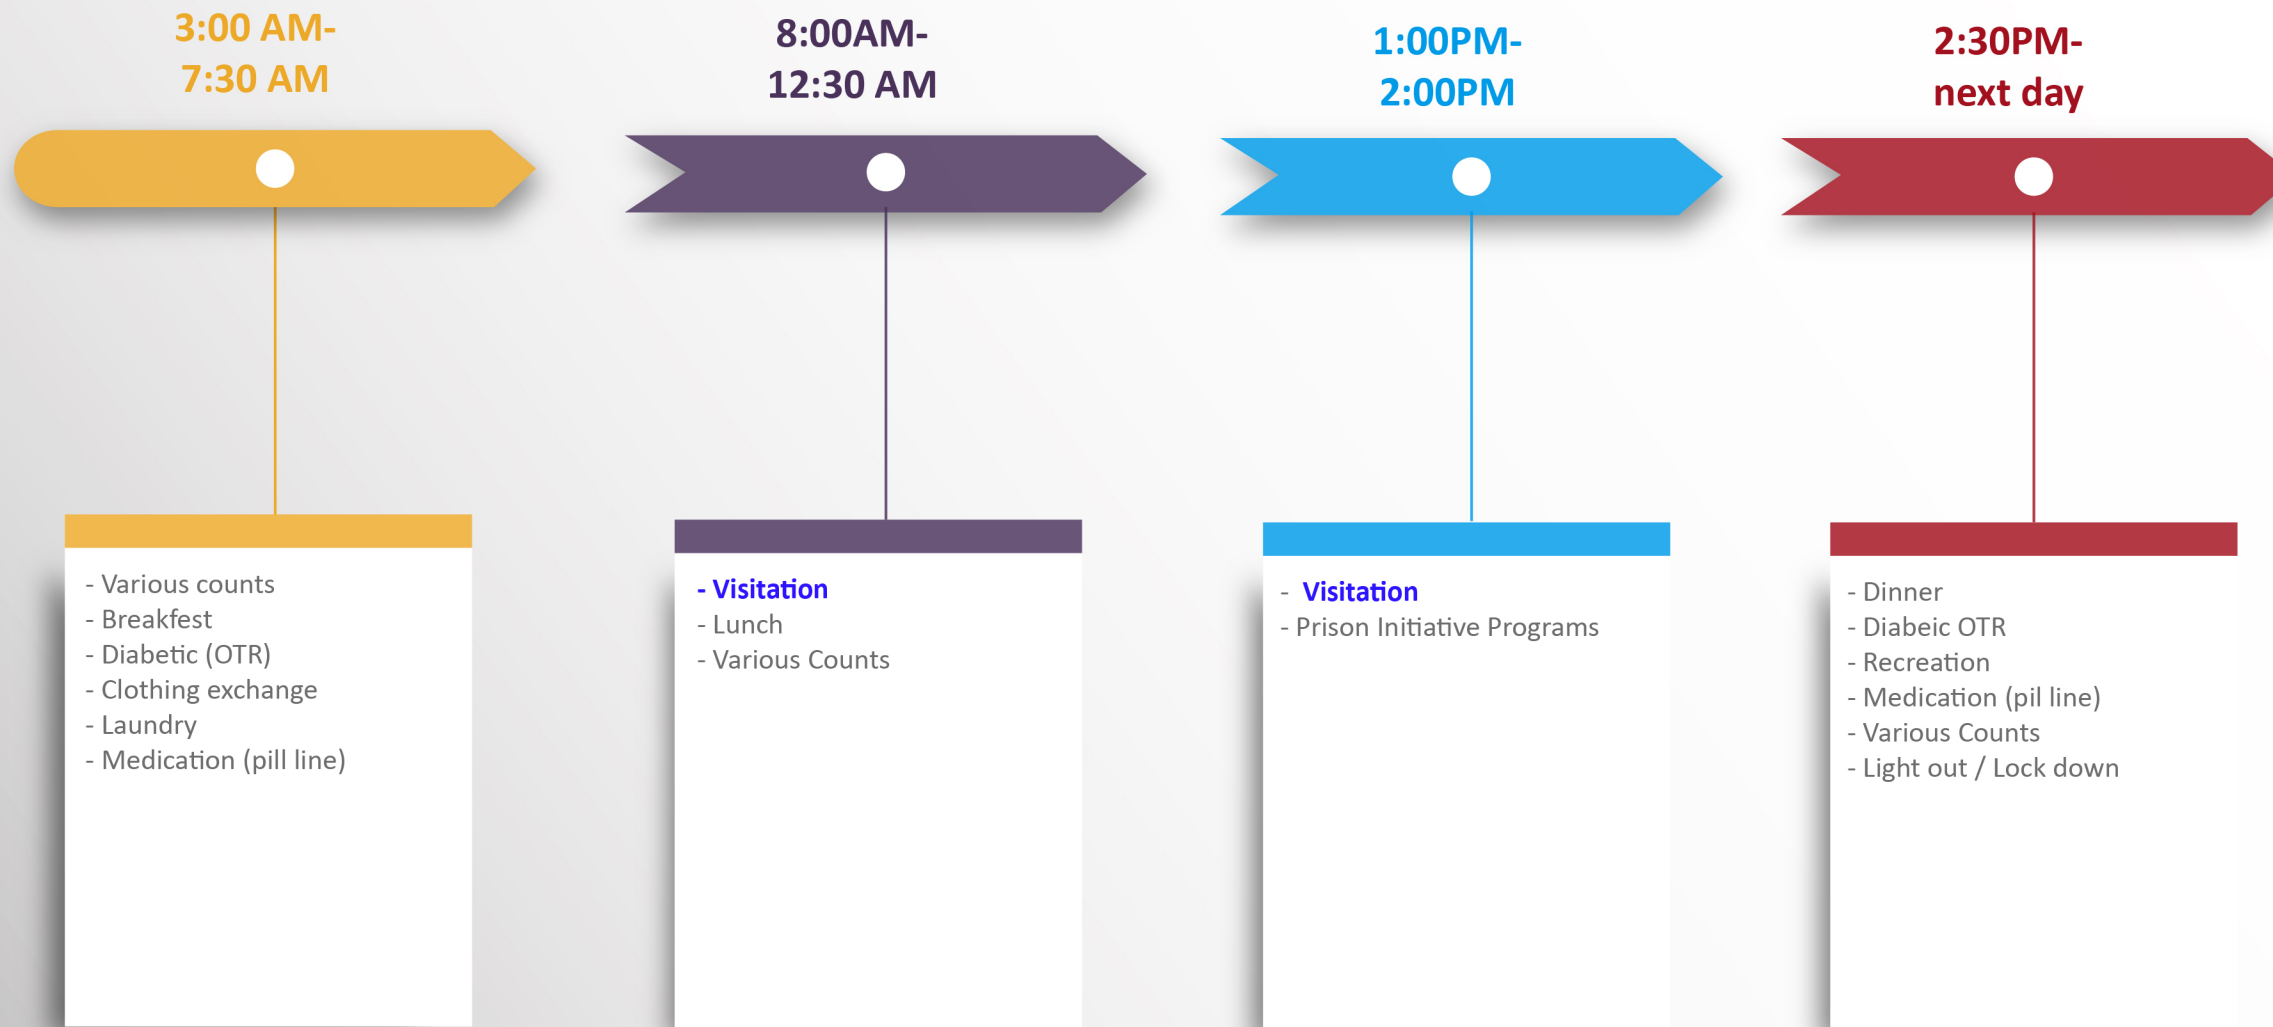 3:00 AM-
7:30 AM
8:00AM-
12:30 AM
1:00PM-
2:00PM
2:30PM-
next day
- Various counts
- Breakfest
- Diabetic (OTR)
- Clothing exchange
- Laundry
- Medication (pill line)
- Visitation
- Lunch
- Various Counts
- Visitation
- Prison Initiative Programs
- Dinner
- Diabeic OTR
- Recreation
- Medication (pil line)
- Various Counts
- Light out / Lock down